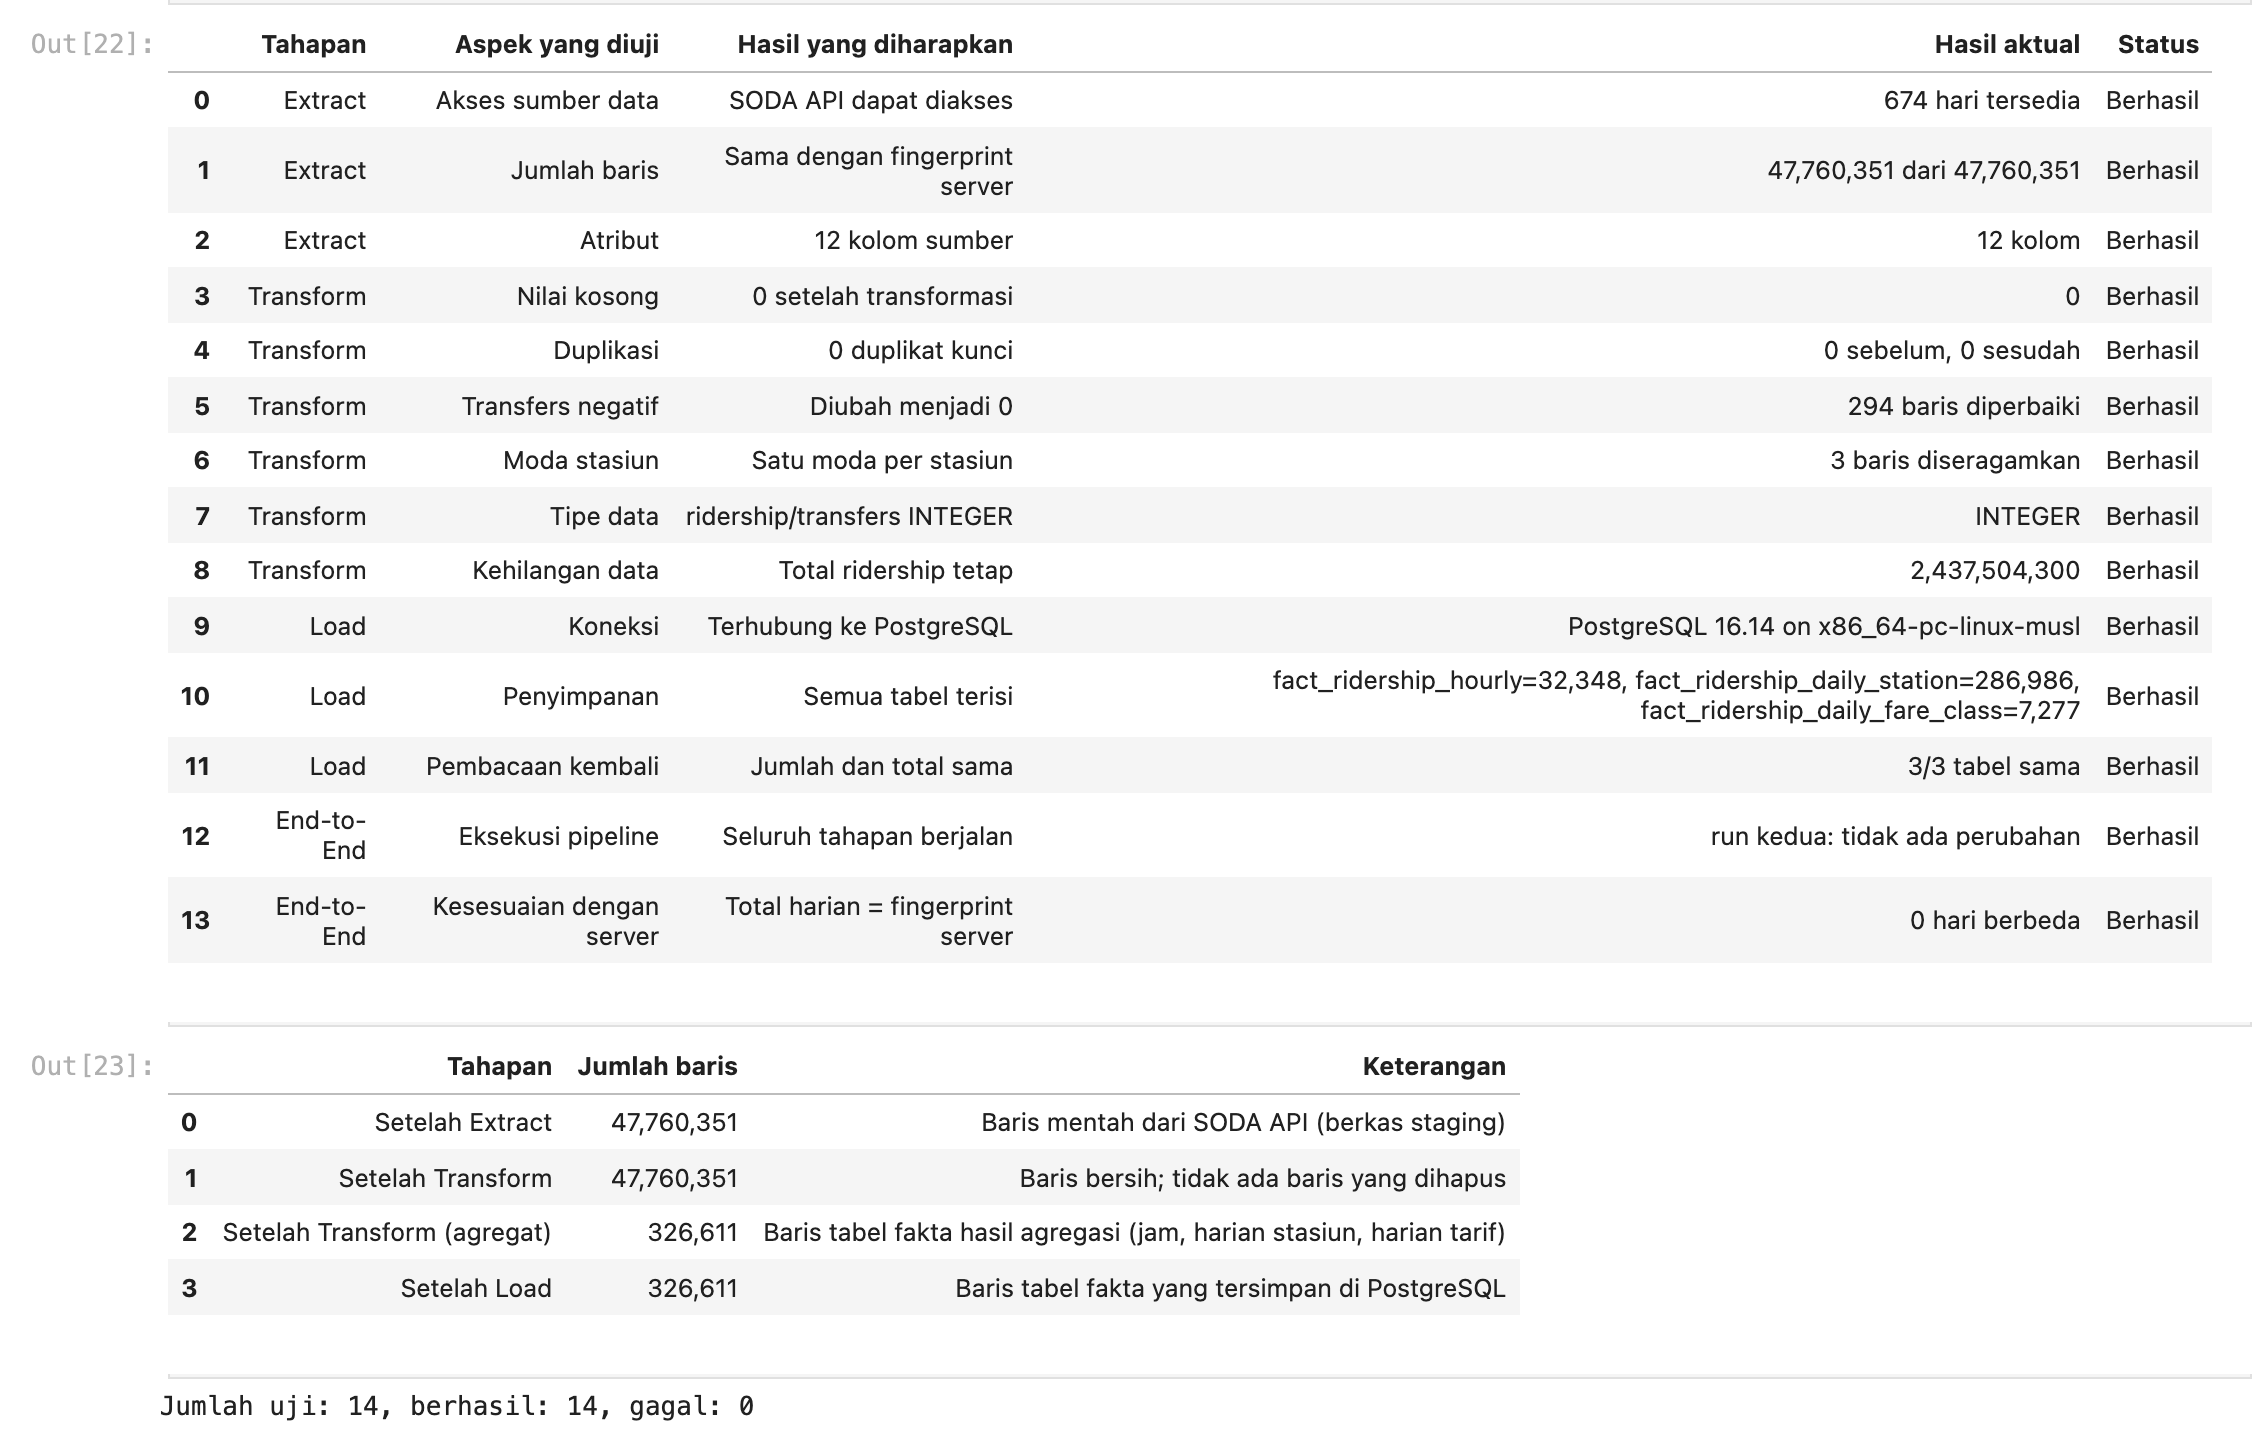 Out[22]:
Tahapan Aspek yang diuji Hasil yang diharapkan Hasil aktual Status
0 Extract Akses sumber data SODA API dapat diakses 674 hari tersedia Berhasil
1 Extract Jumlah baris Sama dengan fingerprint server 47,760,351 dari 47,760,351 Berhasil
2 Extract Atribut 12 kolom sumber 12 kolom Berhasil
3 Transform Nilai kosong 0 setelah transformasi 0 Berhasil
4 Transform Duplikasi 0 duplikat kunci 0 sebelum, 0 sesudah Berhasil
5 Transform Transfers negatif Diubah menjadi 0 294 baris diperbaiki Berhasil
6 Transform Moda stasiun Satu moda per stasiun 3 baris diseragamkan Berhasil
7 Transform Tipe data ridership/transfers INTEGER INTEGER Berhasil
8 Transform Kehilangan data Total ridership tetap 2,437,504,300 Berhasil
9 Load Koneksi Terhubung ke PostgreSQL PostgreSQL 16.14 on x86_64-pc-linux-musl Berhasil
10 Load Penyimpanan Semua tabel terisi fact_ridership_hourly=32,348, fact_ridership_daily_station=286,986, fact_ridership_daily_fare_class=7,277 Berhasil
11 Load Pembacaan kembali Jumlah dan total sama 3/3 tabel sama Berhasil
12 End-to-End Eksekusi pipeline Seluruh tahapan berjalan run kedua: tidak ada perubahan Berhasil
13 End-to-End Kesesuaian dengan server Total harian = fingerprint server 0 hari berbeda Berhasil
Out[23]:
Tahapan Jumlah baris Keterangan
0 Setelah Extract 47,760,351 Baris mentah dari SODA API (berkas staging)
1 Setelah Transform 47,760,351 Baris bersih; tidak ada baris yang dihapus
2 Setelah Transform (agregat) 326,611 Baris tabel fakta hasil agregasi (jam, harian stasiun, harian tarif)
3 Setelah Load 326,611 Baris tabel fakta yang tersimpan di PostgreSQL
Jumlah uji: 14, berhasil: 14, gagal: 0